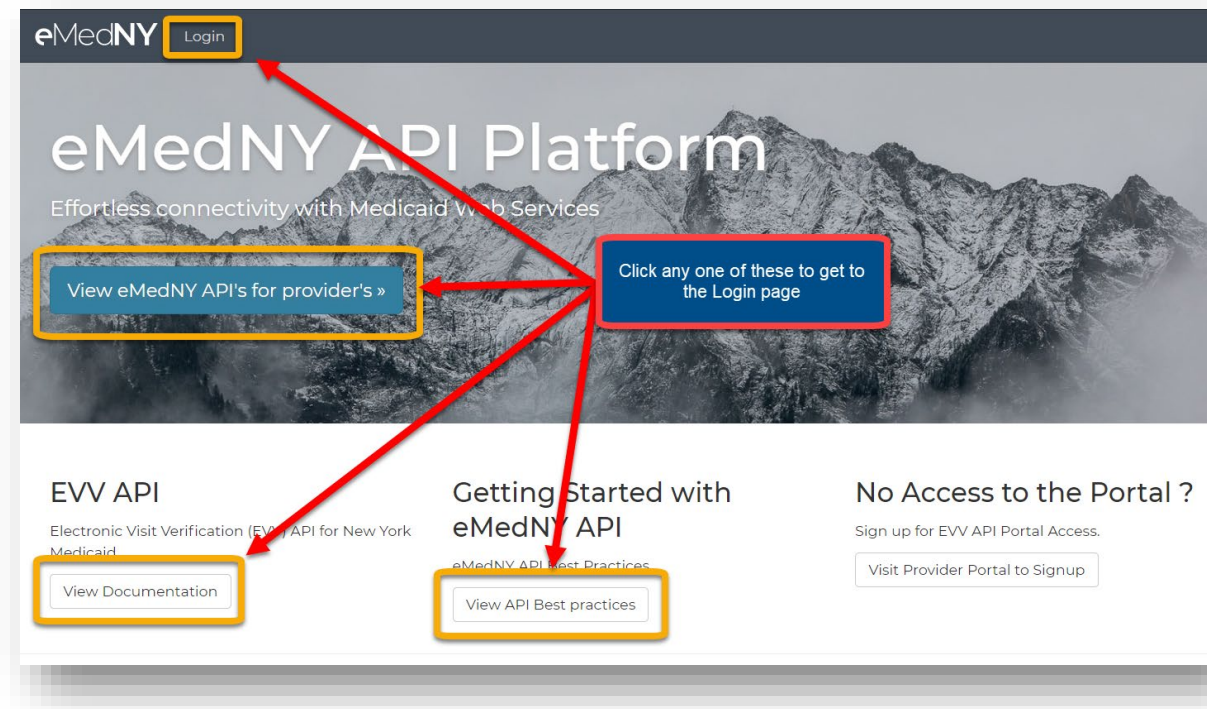 eMedNY Login
eMedNY API Platform
Effortless connectivity with Medicaid Web Services
View eMedNY API's for provider's »
Click any one of these to get to
the Login page
EVV API
Electronic Visit Verification (EVV) API for New York
Medicaid
View Documentation
Getting Started with
eMedNY API
eMedNY API Best Practices
View API Best practices
No Access to the Portal ?
Sign up for EVV API Portal Access.
Visit Provider Portal to Signup